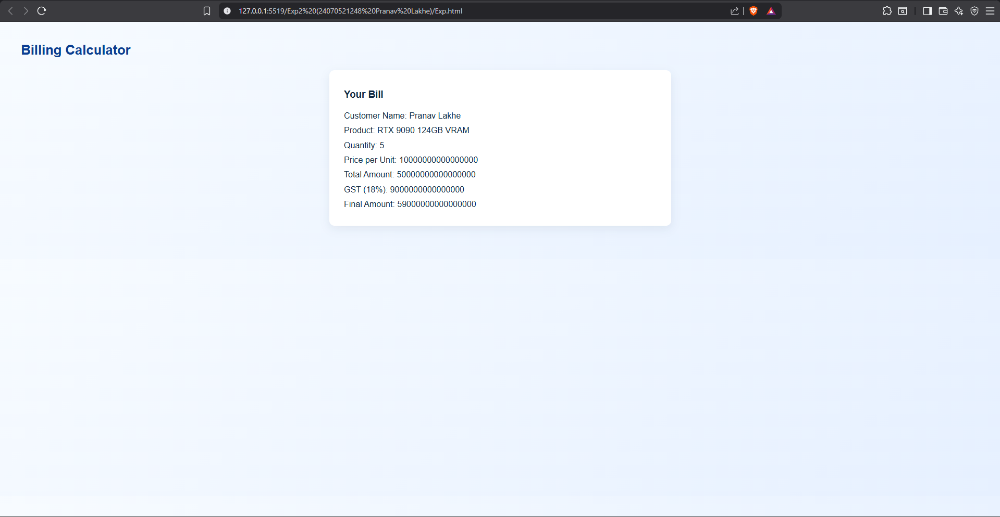 127.0.0.1:5519/Exp2%20(24070521248%20Pranav%20Lakhe)/Exp.html
Billing Calculator
Your Bill
Customer Name: Pranav Lakhe
Product: RTX 9090 124GB VRAM
Quantity: 5
Price per Unit: 10000000000000000
Total Amount: 50000000000000000
GST (18%): 9000000000000000
Final Amount: 59000000000000000